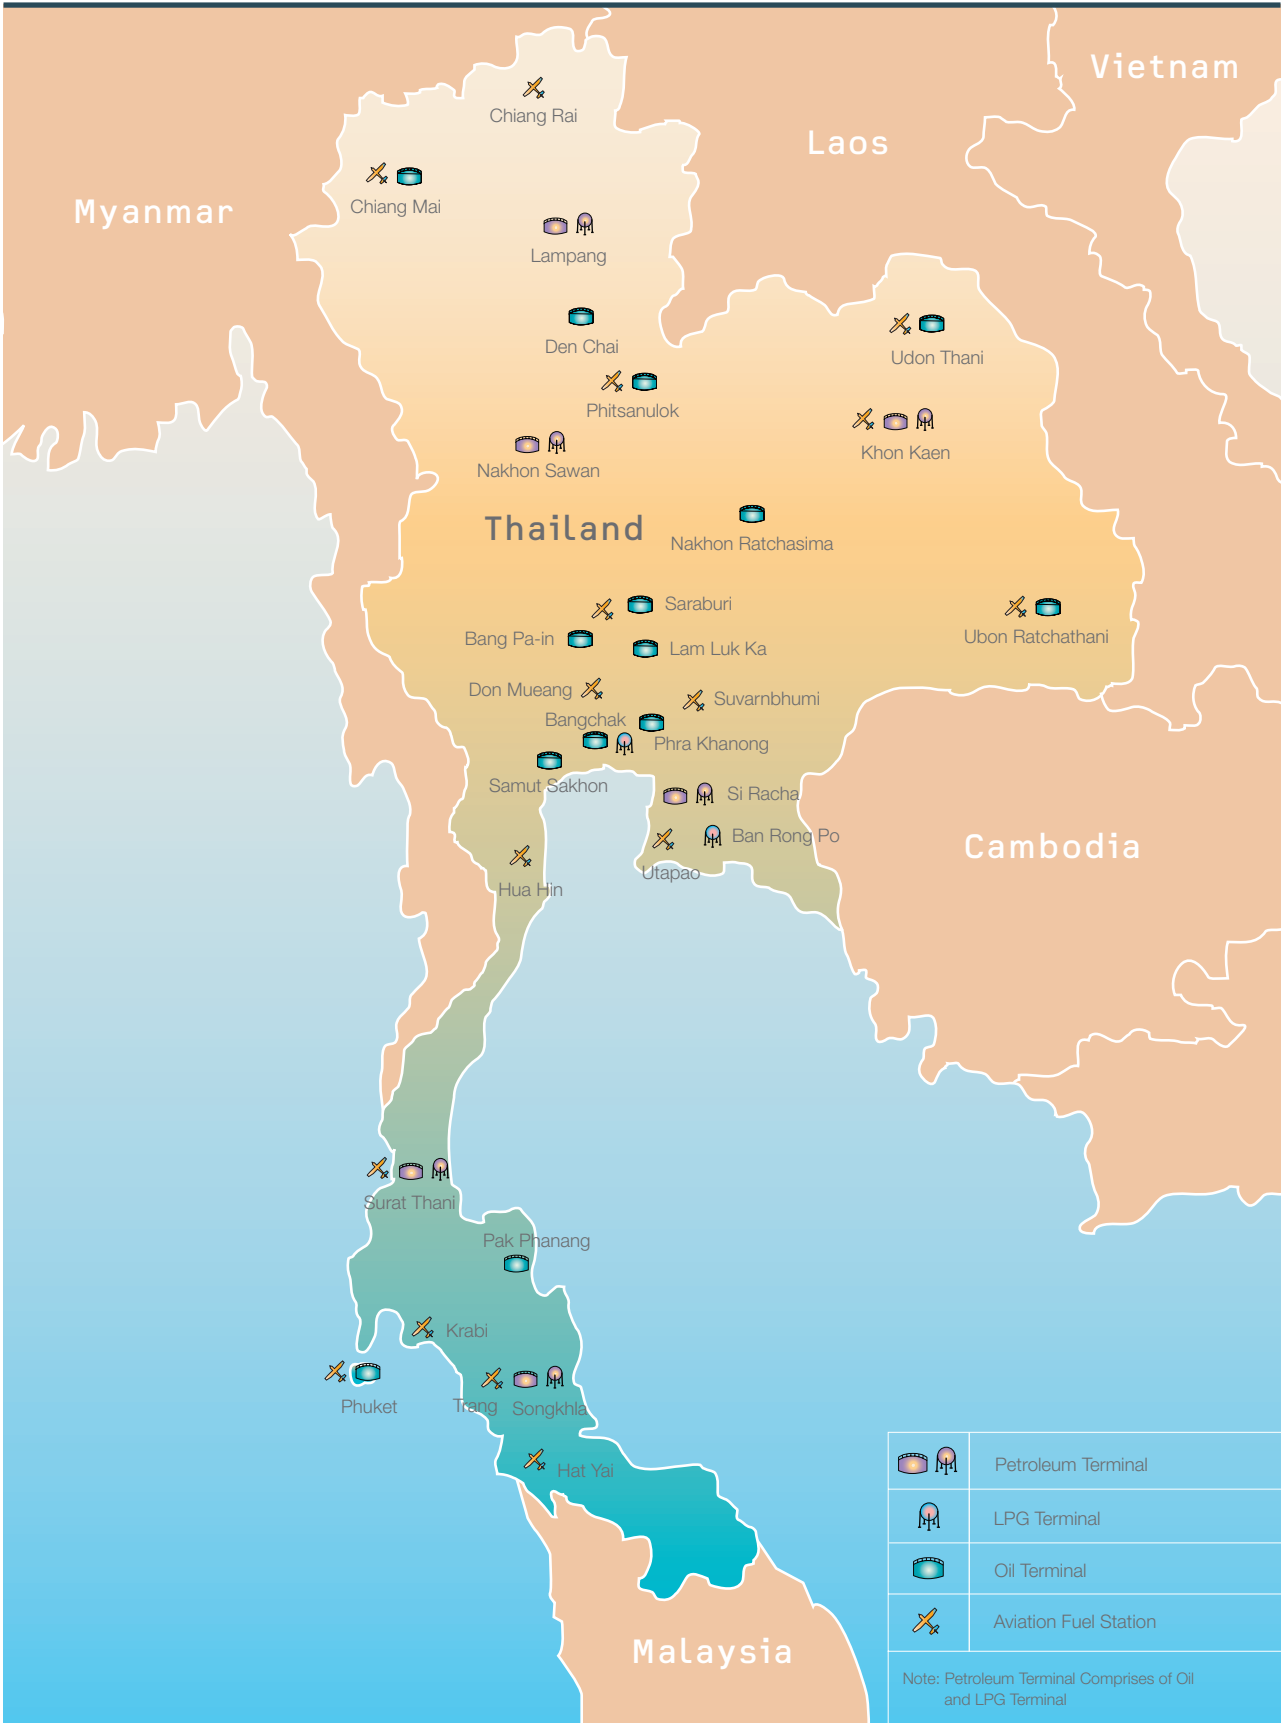 Vietnam
Chiang Rai
Laos
Chiang Mai
Myanmar
Lampang
Den Chai
Udon Thani
Phitsanulok
Khon Kaen
Nakhon Sawan
Thailand
Nakhon Ratchasima
Saraburi
Bang Pa-in
Ubon Ratchathani
Lam Luk Ka
Don Mueang
Suvarnbhumi
Bangchak
Phra Khanong
Samut Sakhon
Si Racha
Ban Rong Po
Cambodia
Utapao
Hua Hin
Surat Thani
Pak Phanang
Krabi
Phuket
Trang
Songkhla
Hat Yai
Malaysia
Petroleum Terminal
LPG Terminal
Oil Terminal
Aviation Fuel Station
Note: Petroleum Terminal Comprises of Oil
and LPG Terminal